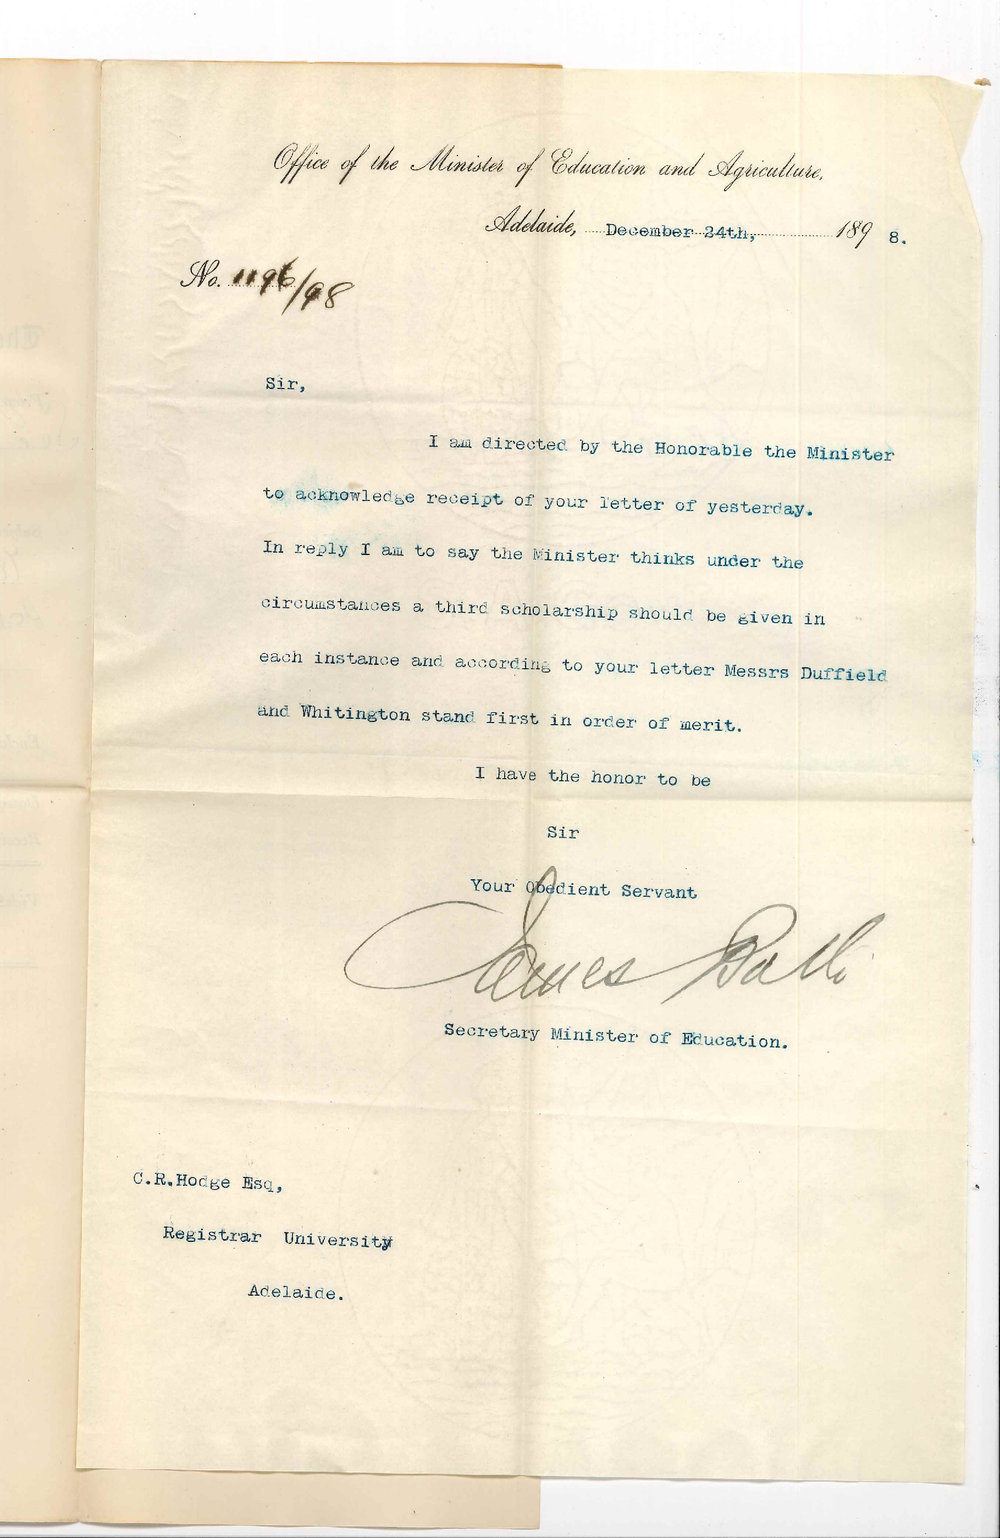 Office of the Minister of Education and Agriculture,
Adelaide, December 24th, 1898.
No. 1196/98
Sir,
I am directed by the Honorable the Minister
to acknowledge receipt of your letter of yesterday.
In reply I am to say the Minister thinks under the
circumstances a third scholarship should be given in
each instance and according to your letter Messrs Duffield
and Whitington stand first in order of merit.
I have the honor to be
Sir
Your Obedient Servant
James Bath
Secretary Minister of Education.
C.R.Hodge Esq,
Registrar University
Adelaide.